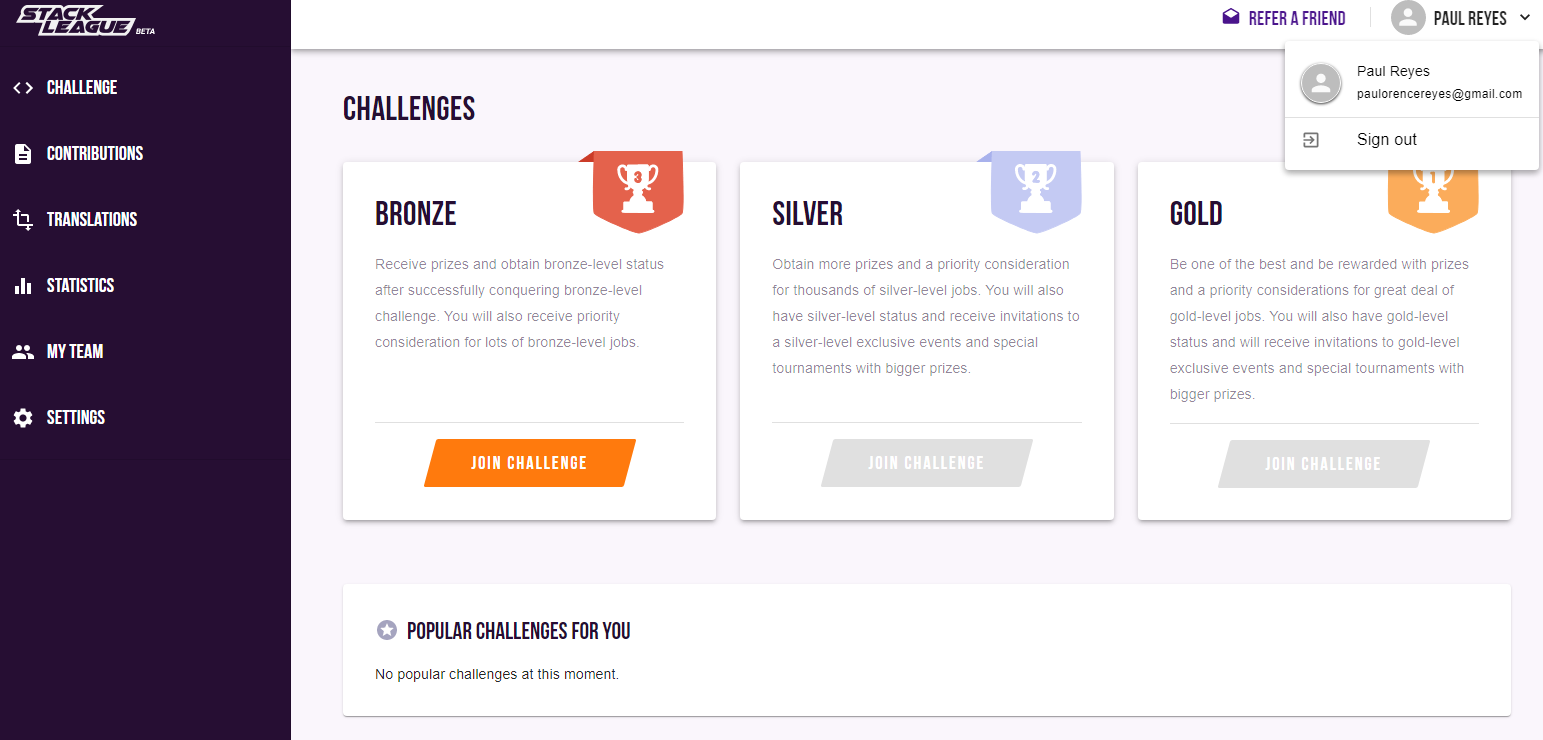 STACK
LEAGUE BETA
REFER A FRIEND
PAUL REYES
Paul Reyes
paulorencereyes@gmail.com
Sign out
CHALLENGE
CONTRIBUTIONS
TRANSLATIONS
STATISTICS
MY TEAM
SETTINGS
CHALLENGES
3
BRONZE
Receive prizes and obtain bronze-level status
after successfully conquering bronze-level
challenge. You will also receive priority
consideration for lots of bronze-level jobs.
JOIN CHALLENGE
2
SILVER
Obtain more prizes and a priority consideration
for thousands of silver-level jobs. You will also
have silver-level status and receive invitations to
a silver-level exclusive events and special
tournaments with bigger prizes.
JOIN CHALLENGE
1
GOLD
Be one of the best and be rewarded with prizes
and a priority considerations for great deal of
gold-level jobs. You will also have gold-level
status and will receive invitations to gold-level
exclusive events and special tournaments with
bigger prizes.
JOIN CHALLENGE
POPULAR CHALLENGES FOR YOU
No popular challenges at this moment.